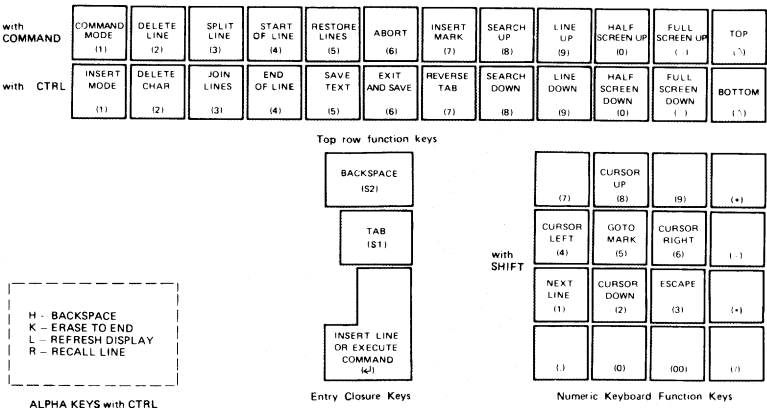 with COMMAND
COMMAND MODE (1)
DELETE LINE (2)
SPLIT LINE (3)
START OF LINE (4)
RESTORE LINES (5)
ABORT (6)
INSERT MARK (7)
SEARCH UP (8)
LINE UP (9)
HALF SCREEN UP (0)
FULL SCREEN UP
TOP
with CTRL
INSERT MODE (1)
DELETE CHAR (2)
JOIN LINES (3)
END OF LINE (4)
SAVE TEXT (5)
EXIT AND SAVE (6)
REVERSE TAB (7)
SEARCH DOWN (8)
LINE DOWN (9)
HALF SCREEN DOWN (0)
FULL SCREEN DOWN
BOTTOM
Top row function keys
BACKSPACE
(S2)
TAB
(S1)
INSERT LINE
OR EXECUTE
COMMAND
(↵)
Entry Closure Keys
with SHIFT
(7)
CURSOR UP (8)
(9)
CURSOR LEFT (4)
GOTO MARK (5)
CURSOR RIGHT (6)
(-)
NEXT LINE (1)
CURSOR DOWN (2)
ESCAPE (3)
(.)
(0)
(00)
(/)
Numeric Keyboard Function Keys
H - BACKSPACE
K – ERASE TO END
L – REFRESH DISPLAY
R – RECALL LINE
ALPHA KEYS with CTRL